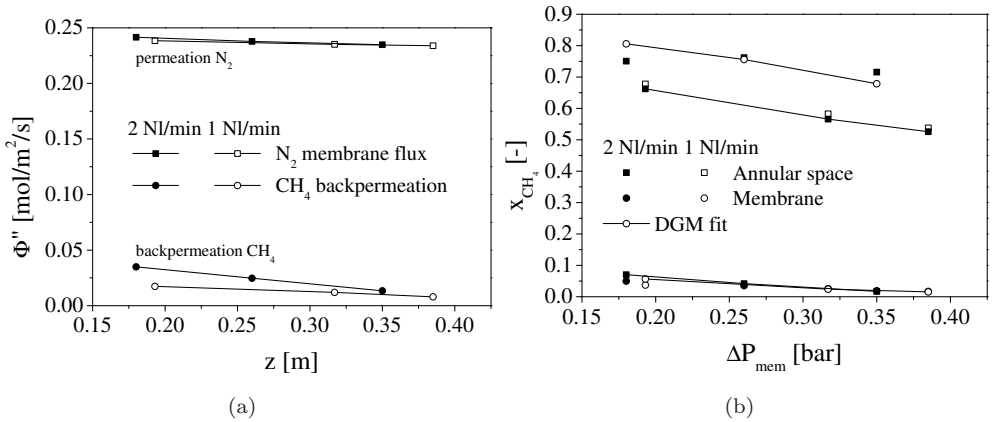 0.25
0.20
0.15
0.10
0.05
0.00
0.15 0.20 0.25 0.30 0.35 0.40
Φ" [mol/m²/s]
z [m]
permeation N₂
2 Nl/min 1 Nl/min
N₂ membrane flux
CH₄ backpermeation
backpermeation CH₄
(a)
1.0
0.9
0.8
0.7
0.6
0.5
0.4
0.3
0.2
0.1
0.0
0.15 0.20 0.25 0.30 0.35 0.40
x_CH₄ [-]
ΔP_mem [bar]
2 Nl/min 1 Nl/min
Annular space
Membrane
DGM fit
(b)